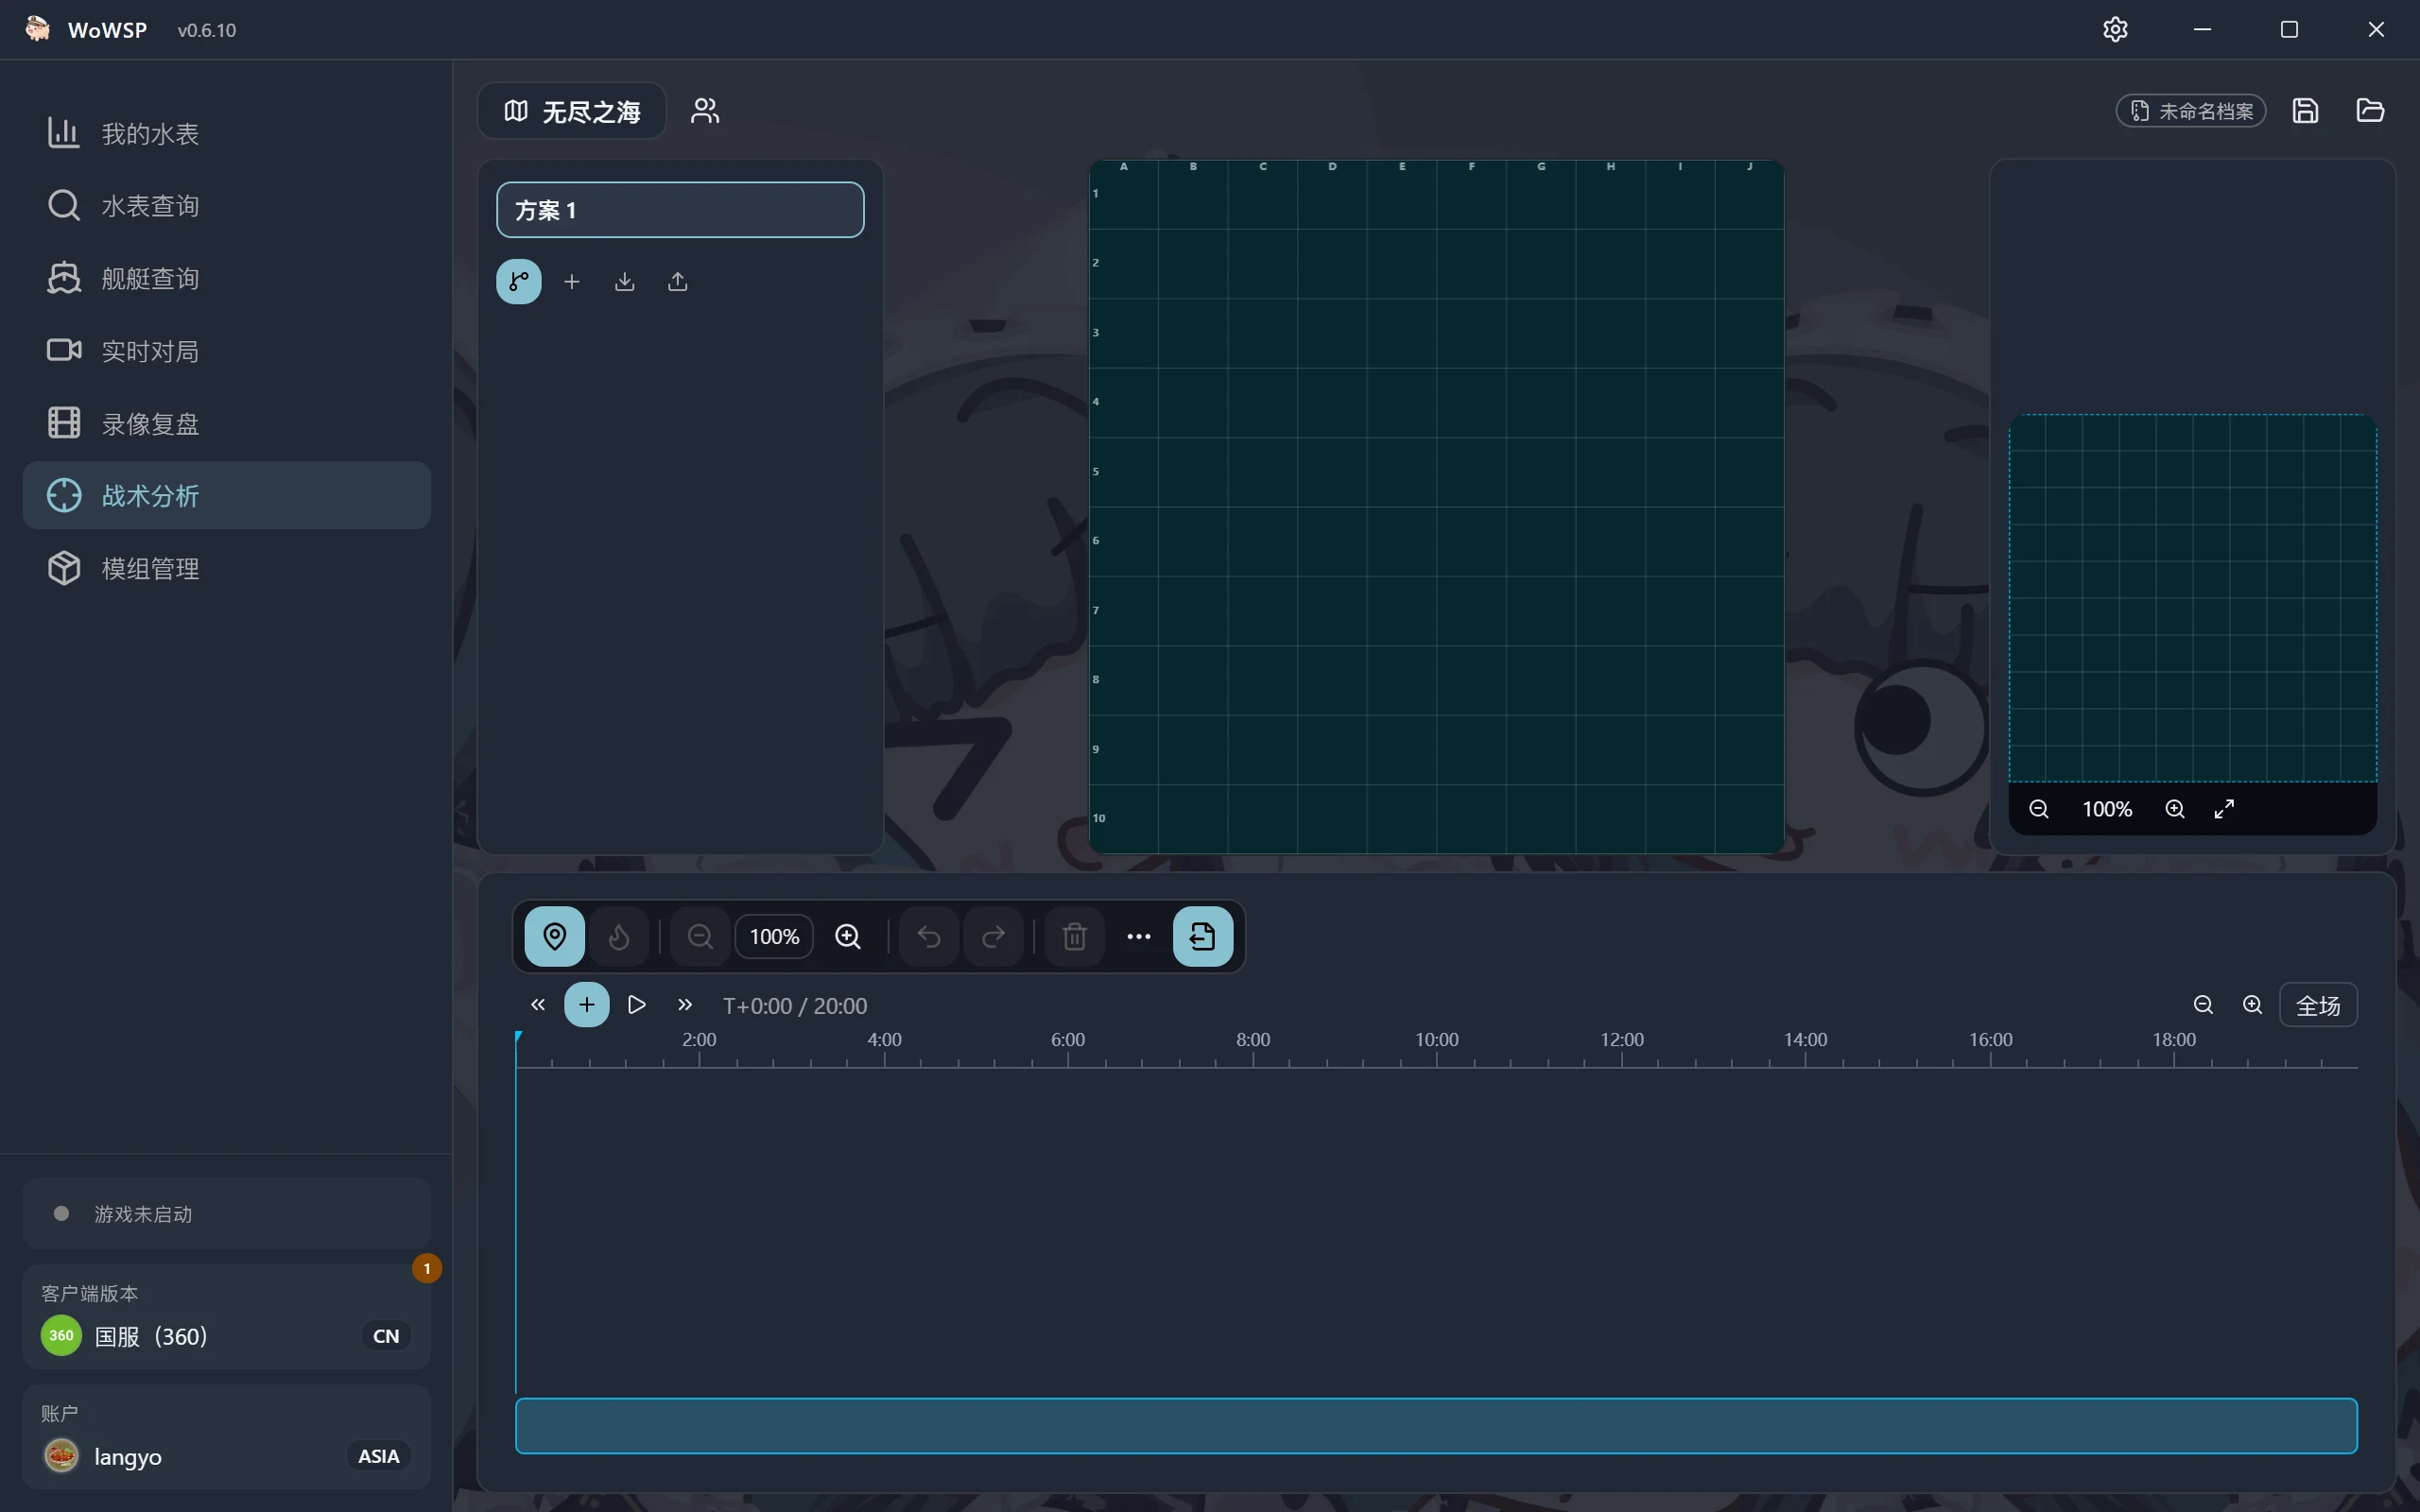 WoWSP v0.6.10
我的水表
水表查询
舰艇查询
实时对局
录像复盘
战术分析
模组管理
游戏未启动
1
客户端版本
360 国服（360） CN
账户
langyo ASIA
无尽之海
未命名档案
方案 1
A B C D E F G H I J
1
2
3
4
5
6
7
8
9
10
100%
100%
T+0:00 / 20:00
全场
2:00 4:00 6:00 8:00 10:00 12:00 14:00 16:00 18:00